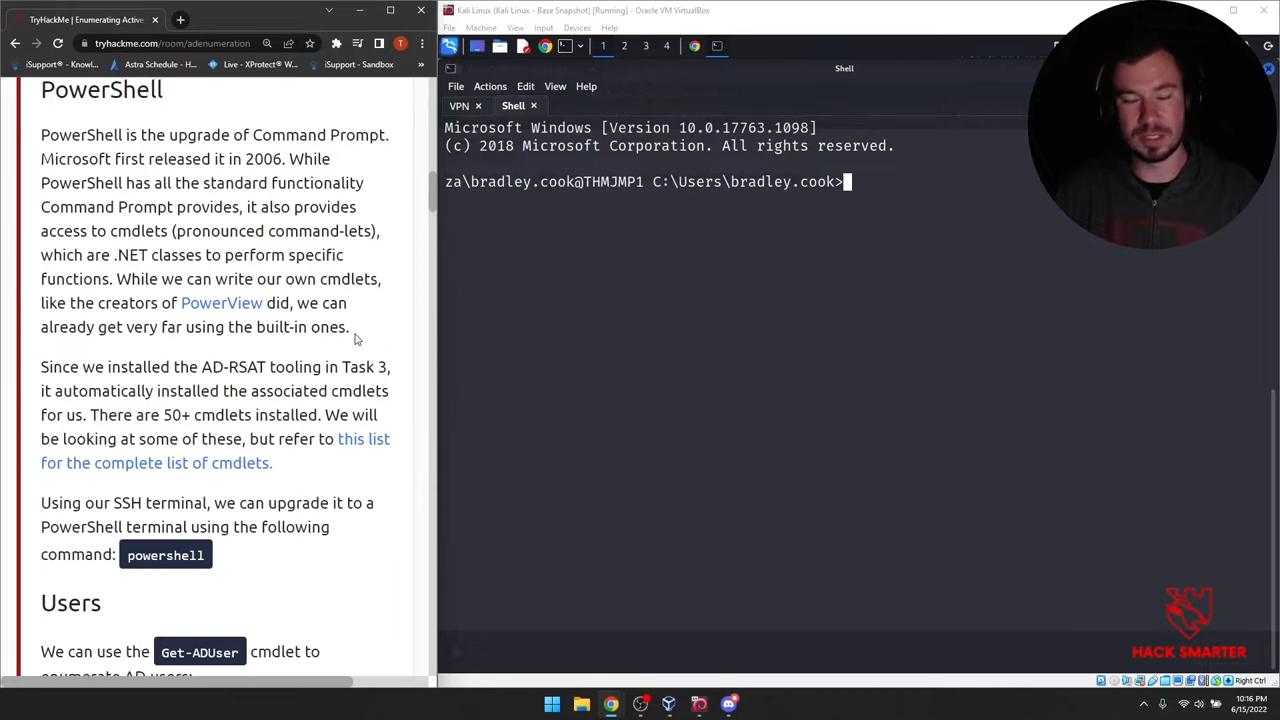 TryHackMe | Enumerating Active
tryhackme.com/room/adenumeration
iSupport® - Knowl...
Astra Schedule - H...
Live - XProtect® W...
iSupport - Sandbox
PowerShell
PowerShell is the upgrade of Command Prompt.
Microsoft first released it in 2006. While
PowerShell has all the standard functionality
Command Prompt provides, it also provides
access to cmdlets (pronounced command-lets),
which are .NET classes to perform specific
functions. While we can write our own cmdlets,
like the creators of PowerView did, we can
already get very far using the built-in ones.
Since we installed the AD-RSAT tooling in Task 3,
it automatically installed the associated cmdlets
for us. There are 50+ cmdlets installed. We will
be looking at some of these, but refer to this list
for the complete list of cmdlets.
Using our SSH terminal, we can upgrade it to a
PowerShell terminal using the following
command: powershell
Users
We can use the Get-ADUser cmdlet to
enumerate AD users:
Kali Linux (Kali Linux - Base Snapshot) [Running] - Oracle VM VirtualBox
File Machine View Input Devices Help
1 2 3 4
Shell
File Actions Edit View Help
VPN Shell
Microsoft Windows [Version 10.0.17763.1098]
(c) 2018 Microsoft Corporation. All rights reserved.
za\bradley.cook@THMJMP1 C:\Users\bradley.cook>
HACK SMARTER
Right Ctrl
10:16 PM
6/15/2022